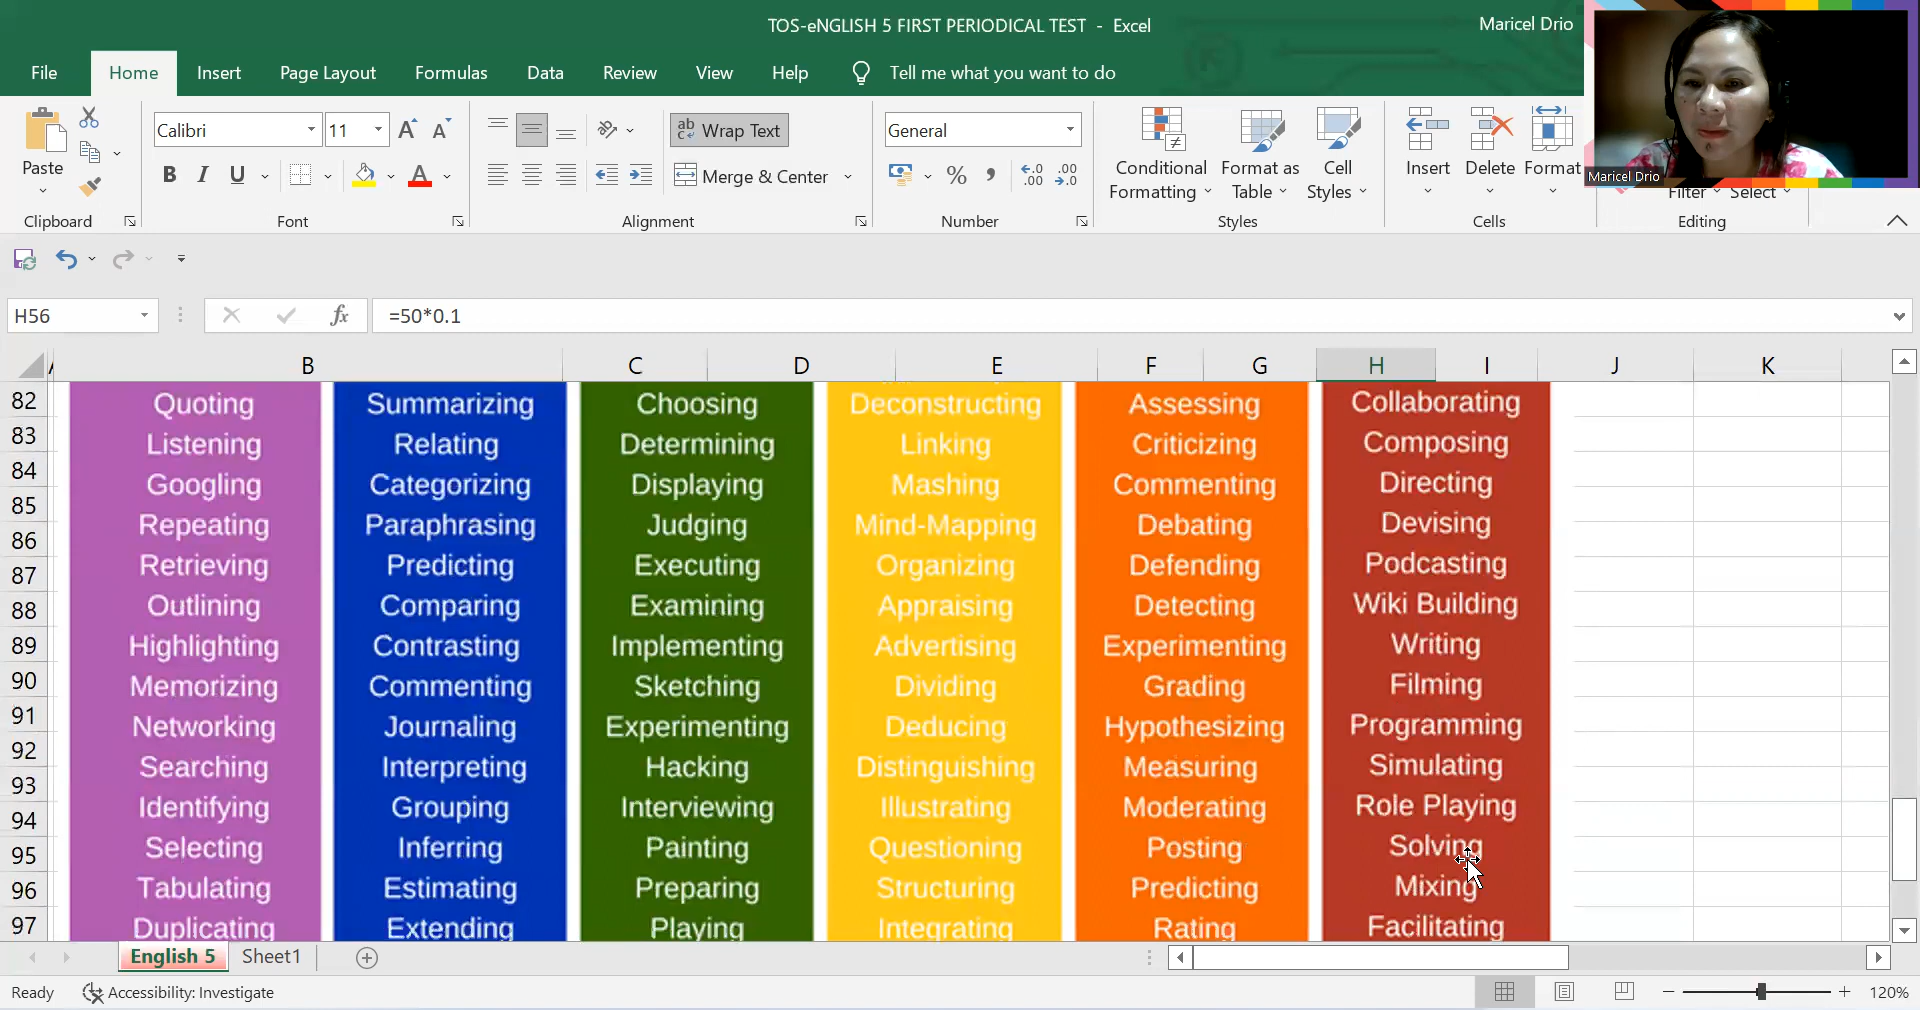 TOS-eNGLISH 5 FIRST PERIODICAL TEST - Excel
Maricel Drio
File Home Insert Page Layout Formulas Data Review View Help Tell me what you want to do
Calibri 11
ab Wrap Text
General
Paste
B I U
Merge & Center
% 
Conditional Formatting
Format as Table
Cell Styles
Insert Delete Format
Maricel Drio
Filter Select
Clipboard Font Alignment Number Styles Cells Editing
H56 fx =50*0.1
B C D E F G H I J K
82 Quoting Summarizing Choosing Deconstructing Assessing Collaborating
83 Listening Relating Determining Linking Criticizing Composing
84 Googling Categorizing Displaying Mashing Commenting Directing
85 Repeating Paraphrasing Judging Mind-Mapping Debating Devising
86 Retrieving Predicting Executing Organizing Defending Podcasting
87 Outlining Comparing Examining Appraising Detecting Wiki Building
88 Highlighting Contrasting Implementing Advertising Experimenting Writing
89 Memorizing Commenting Sketching Dividing Grading Filming
90 Networking Journaling Experimenting Deducing Hypothesizing Programming
91 Searching Interpreting Hacking Distinguishing Measuring Simulating
92 Identifying Grouping Interviewing Illustrating Moderating Role Playing
93 Selecting Inferring Painting Questioning Posting Solving
94 Tabulating Estimating Preparing Structuring Predicting Mixing
95 Duplicating Extending Playing Integrating Rating Facilitating
96
97
English 5 Sheet1
Ready Accessibility: Investigate 120%